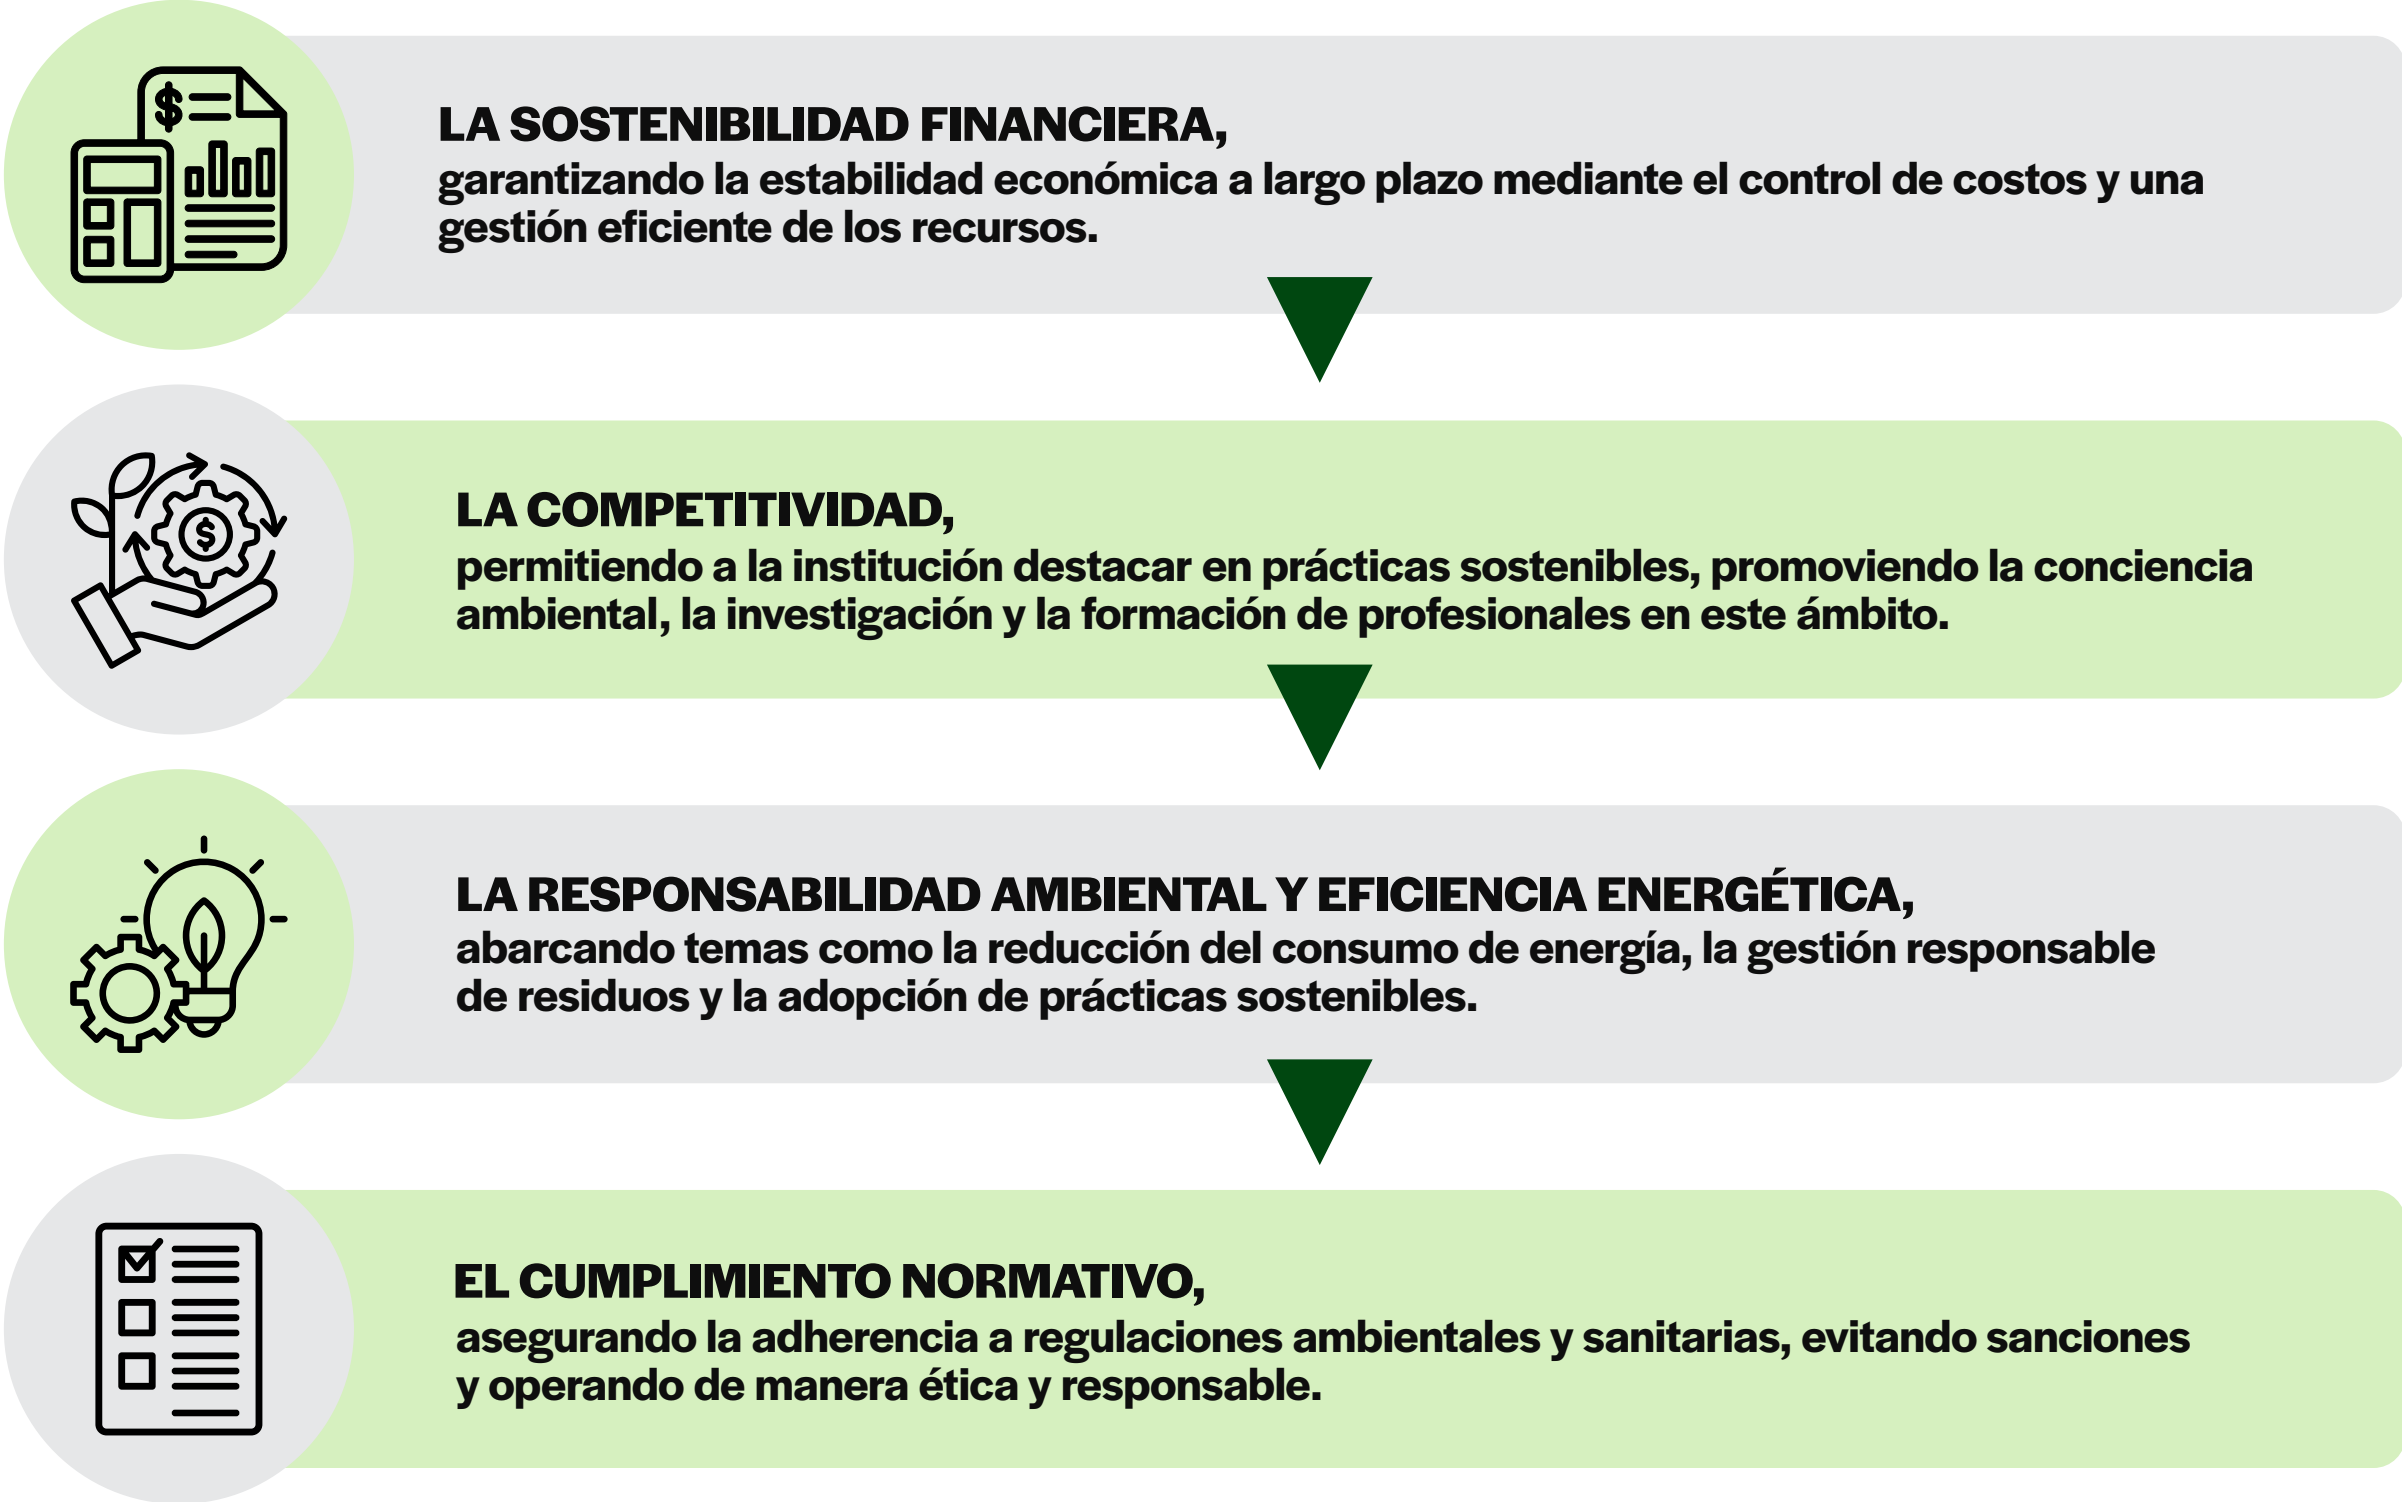 LA SOSTENIBILIDAD FINANCIERA,
garantizando la estabilidad económica a largo plazo mediante el control de costos y una
gestión eficiente de los recursos.
LA COMPETITIVIDAD,
permitiendo a la institución destacar en prácticas sostenibles, promoviendo la conciencia
ambiental, la investigación y la formación de profesionales en este ámbito.
LA RESPONSABILIDAD AMBIENTAL Y EFICIENCIA ENERGÉTICA,
abarcando temas como la reducción del consumo de energía, la gestión responsable
de residuos y la adopción de prácticas sostenibles.
EL CUMPLIMIENTO NORMATIVO,
asegurando la adherencia a regulaciones ambientales y sanitarias, evitando sanciones
y operando de manera ética y responsable.